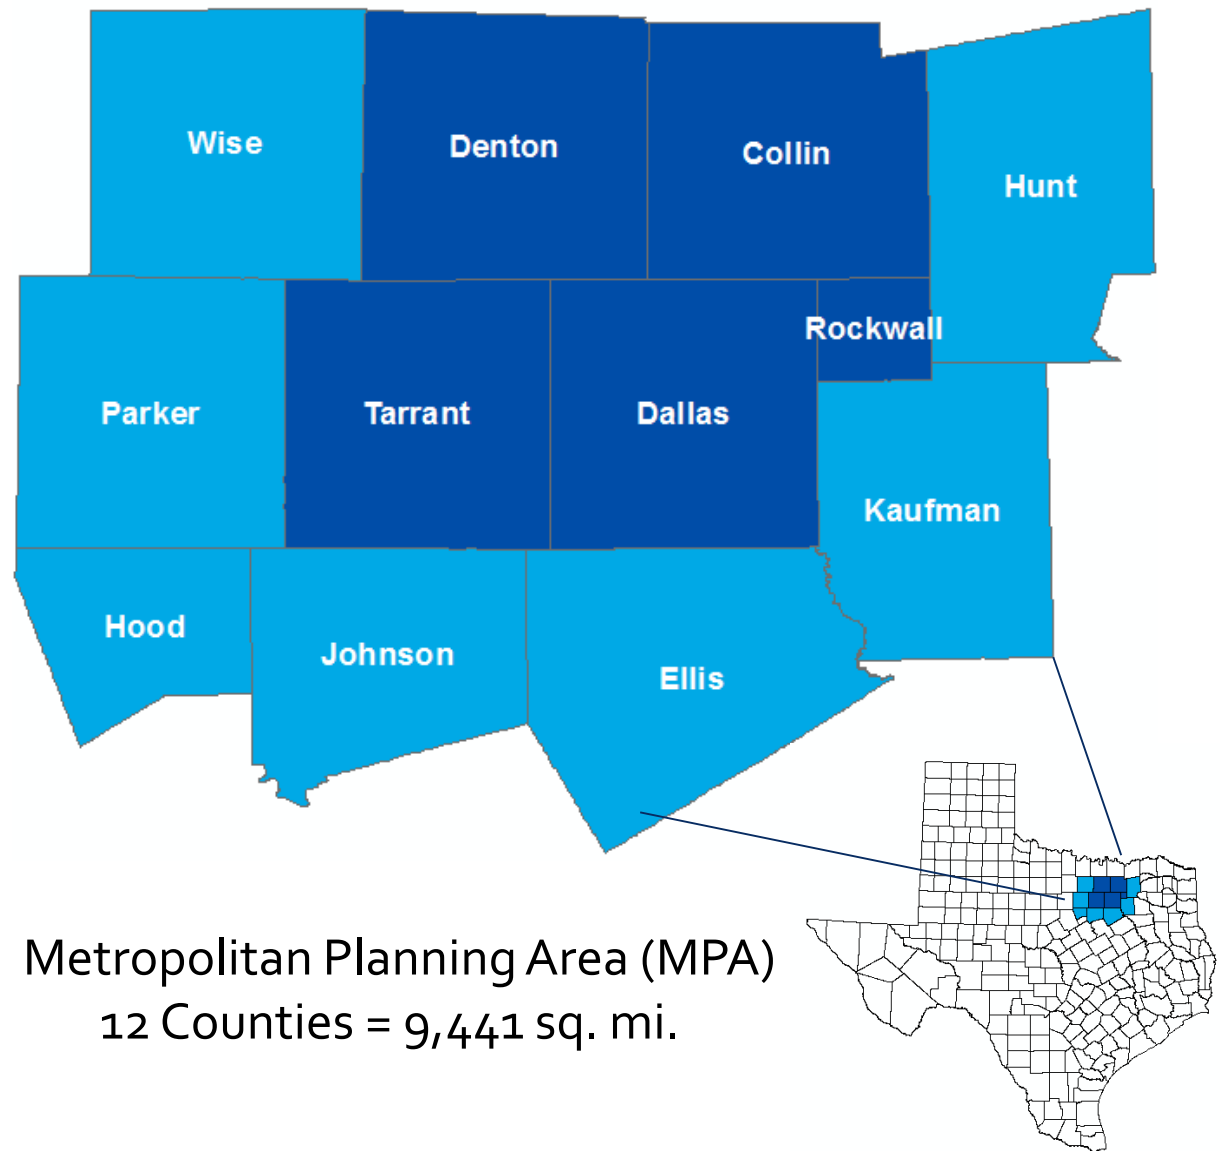 Wise
Denton
Collin
Hunt
Rockwall
Parker
Tarrant
Dallas
Kaufman
Hood
Johnson
Ellis
Metropolitan Planning Area (MPA)
12 Counties = 9,441 sq. mi.